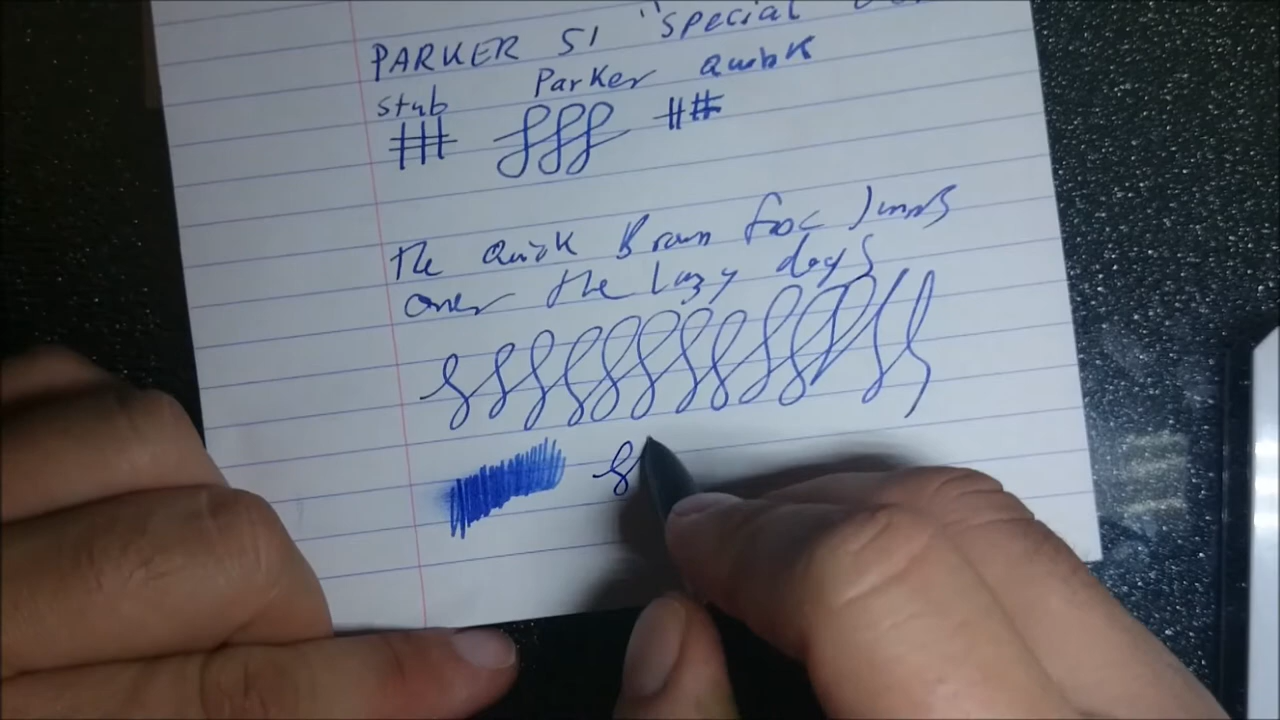 PARKER 51 "Special
stub Parker Quink
The Quick Brown fox Jumps
over the lazy dogs